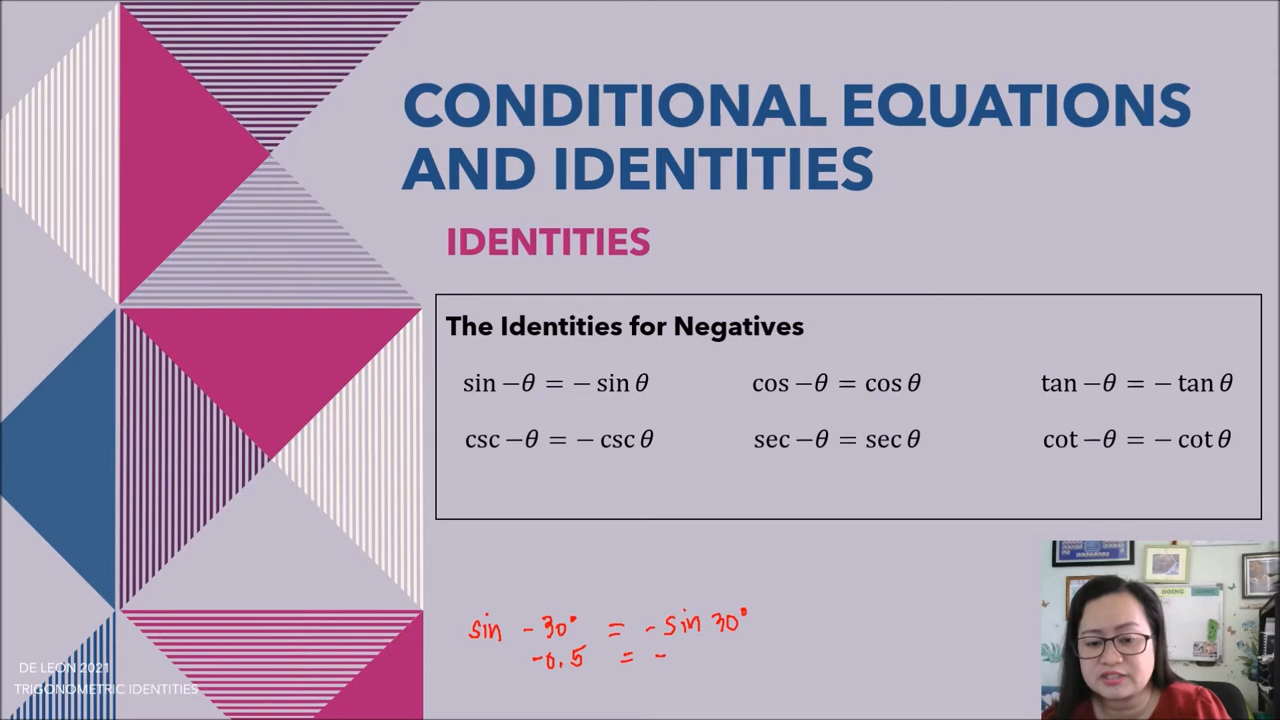 CONDITIONAL EQUATIONS
AND IDENTITIES
IDENTITIES
The Identities for Negatives
sin −θ = − sin θ cos −θ = cos θ tan −θ = − tan θ
csc −θ = − csc θ sec −θ = sec θ cot −θ = − cot θ
sin -30° = -sin 30°
-0.5 = -
DE LEON 2021
TRIGONOMETRIC IDENTITIES
DOING